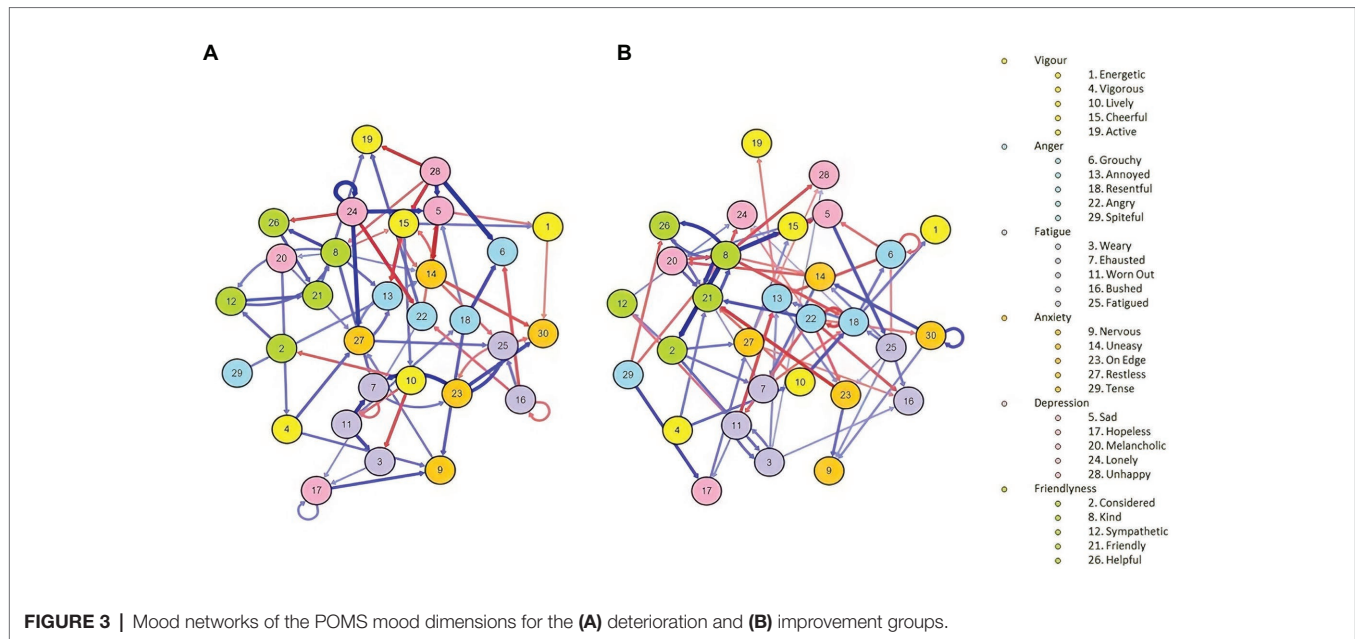 A
B
19
28
24
5
26
15
1
8
6
20
14
21
13
12
22
18
30
27
25
2
29
7
10
23
16
4
11
3
9
17
19
28
24
5
26
15
1
8
6
20
14
21
13
12
22
18
30
27
25
2
29
7
10
23
16
4
11
3
9
17
Vigour
1. Energetic
4. Vigorous
10. Lively
15. Cheerful
19. Active
Anger
6. Grouchy
13. Annoyed
18. Resentful
22. Angry
29. Spiteful
Fatigue
3. Weary
7. Ehausted
11. Worn Out
16. Bushed
25. Fatigued
Anxiety
9. Nervous
14. Uneasy
23. On Edge
27. Restless
29. Tense
Depression
5. Sad
17. Hopeless
20. Melancholic
24. Lonely
28. Unhappy
Friendlyness
2. Considered
8. Kind
12. Sympathetic
21. Friendly
26. Helpful
FIGURE 3 | Mood networks of the POMS mood dimensions for the (A) deterioration and (B) improvement groups.